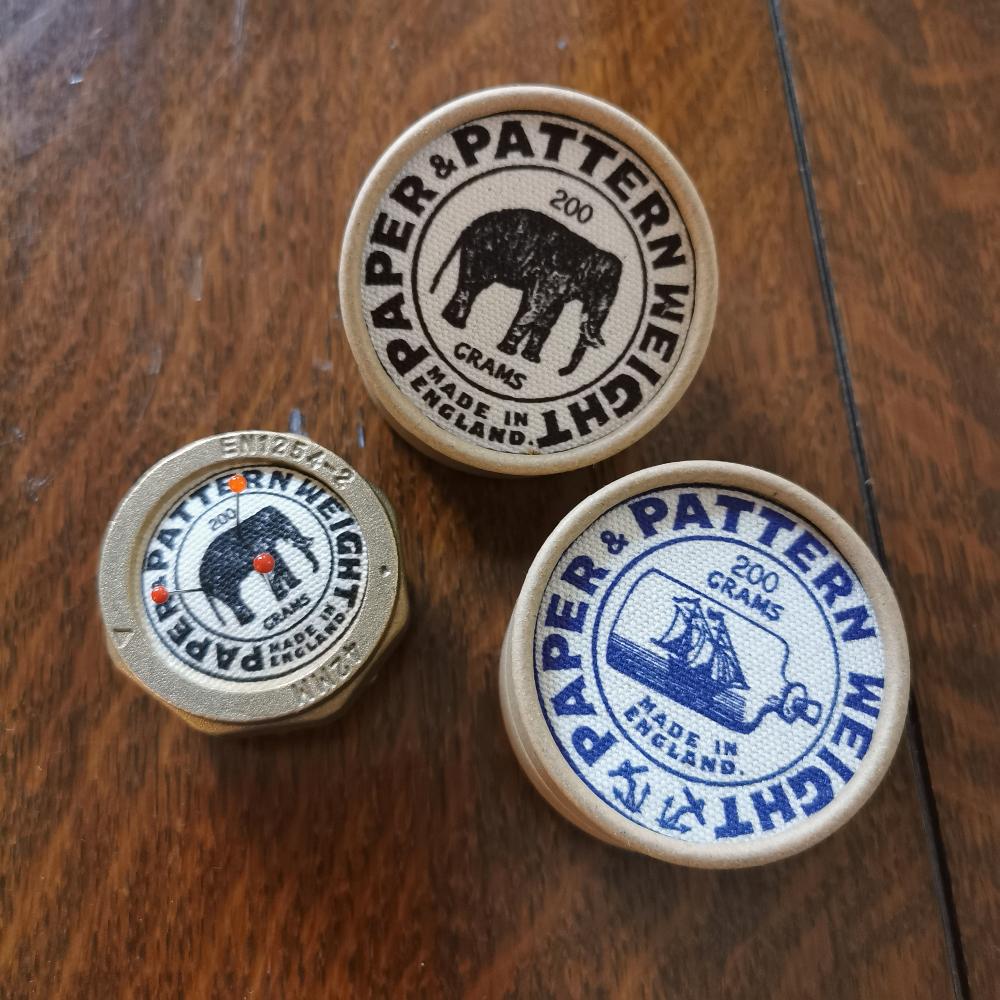 PAPER & PATTERN WEIGHT
200
GRAMS
MADE IN
ENGLAND.
EN1254-2
PAPER & PATTERN WEIGHT
200
GRAMS
MADE IN
ENGLAND.
42MM
PAPER & PATTERN WEIGHT
200
GRAMS
MADE IN
ENGLAND.